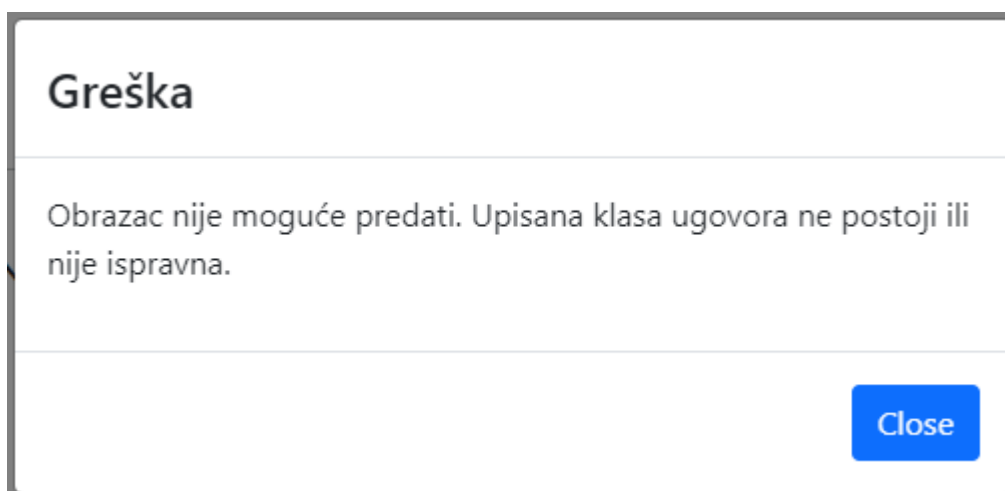 Greška
Obrazac nije moguće predati. Upisana klasa ugovora ne postoji ili
nije ispravna.
Close